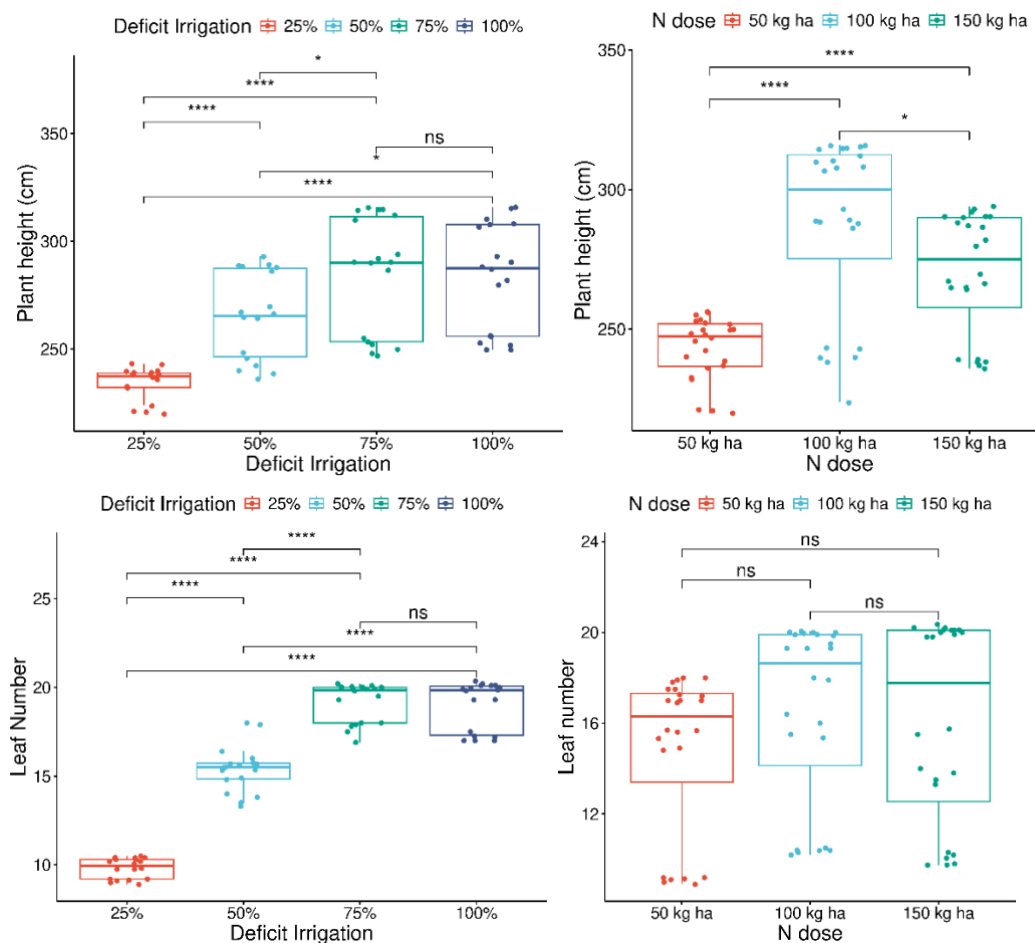 Deficit Irrigation 25% 50% 75% 100%
*
****
****
ns
*
****
350
300
250
Plant height (cm)
25% 50% 75% 100%
Deficit Irrigation
N dose 50 kg ha 100 kg ha 150 kg ha
****
****
*
350
300
250
Plant height (cm)
50 kg ha 100 kg ha 150 kg ha
N dose
Deficit Irrigation 25% 50% 75% 100%
****
****
****
ns
****
****
25
20
15
10
Leaf Number
25% 50% 75% 100%
Deficit Irrigation
N dose 50 kg ha 100 kg ha 150 kg ha
ns
ns
ns
24
20
16
12
Leaf number
50 kg ha 100 kg ha 150 kg ha
N dose